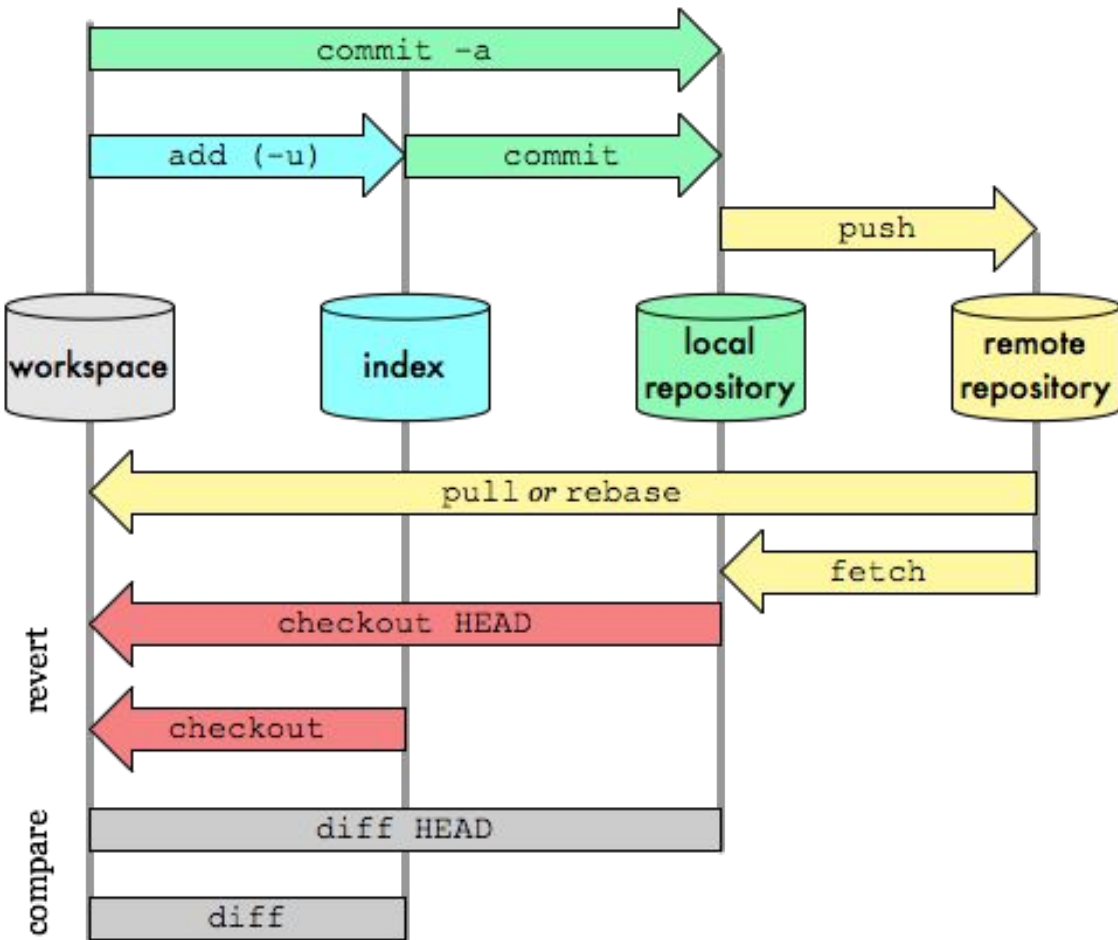 commit -a
add (-u)
commit
push
workspace
index
local
repository
remote
repository
pull or rebase
fetch
revert
checkout HEAD
checkout
compare
diff HEAD
diff